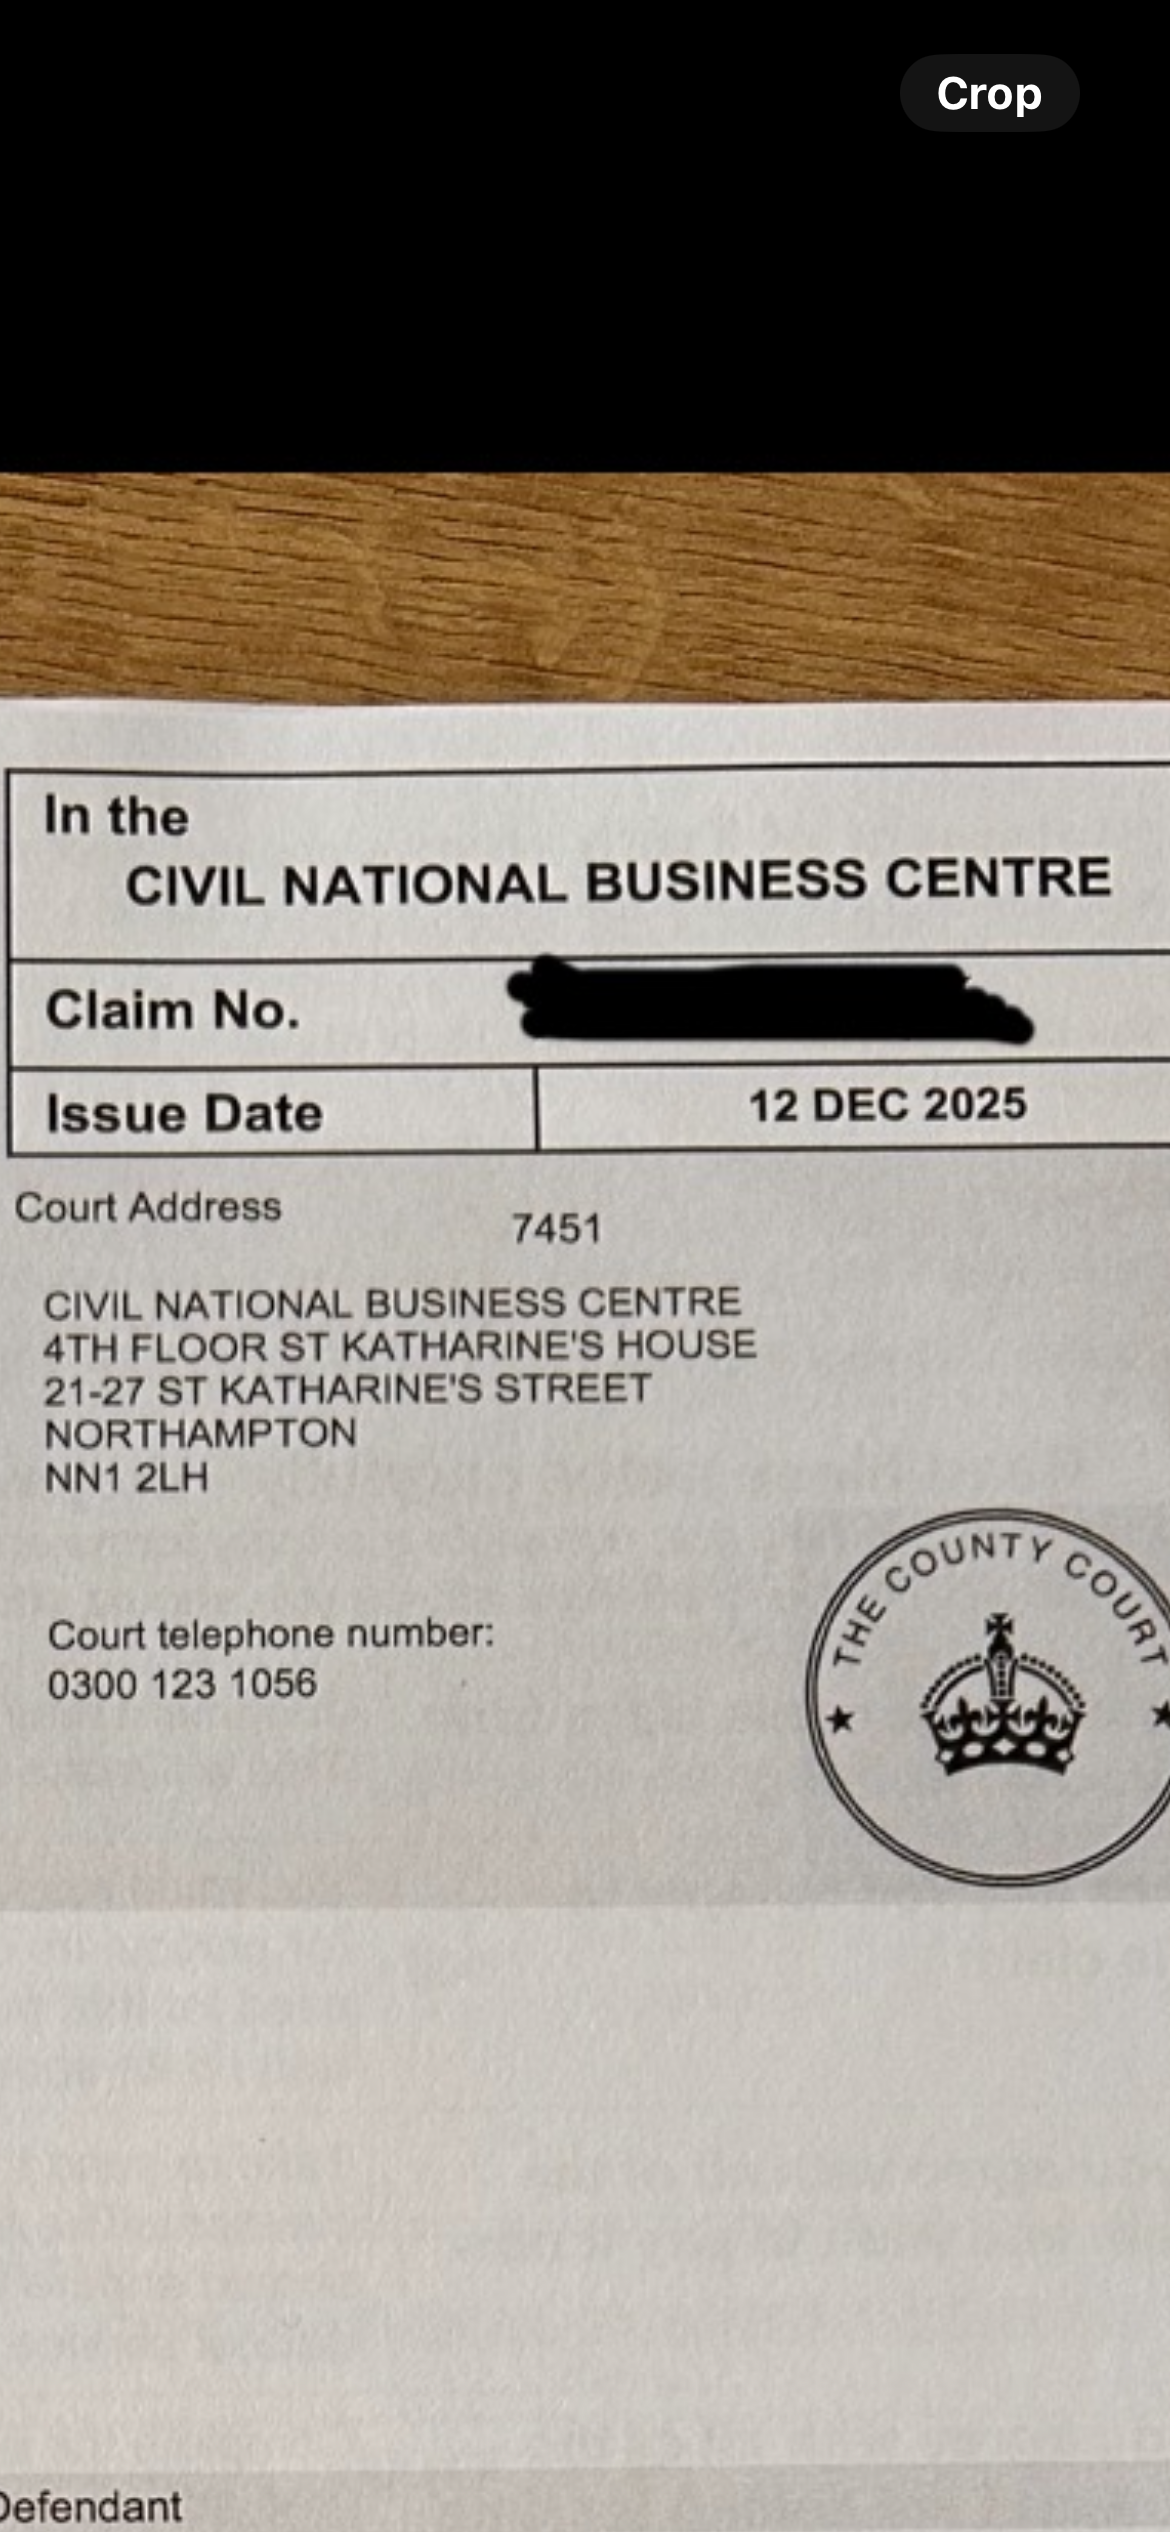 Crop
In the
CIVIL NATIONAL BUSINESS CENTRE
Claim No.
Issue Date 12 DEC 2025
Court Address 7451
CIVIL NATIONAL BUSINESS CENTRE
4TH FLOOR ST KATHARINE'S HOUSE
21-27 ST KATHARINE'S STREET
NORTHAMPTON
NN1 2LH
THE COUNTY COURT
Court telephone number:
0300 123 1056
Defendant